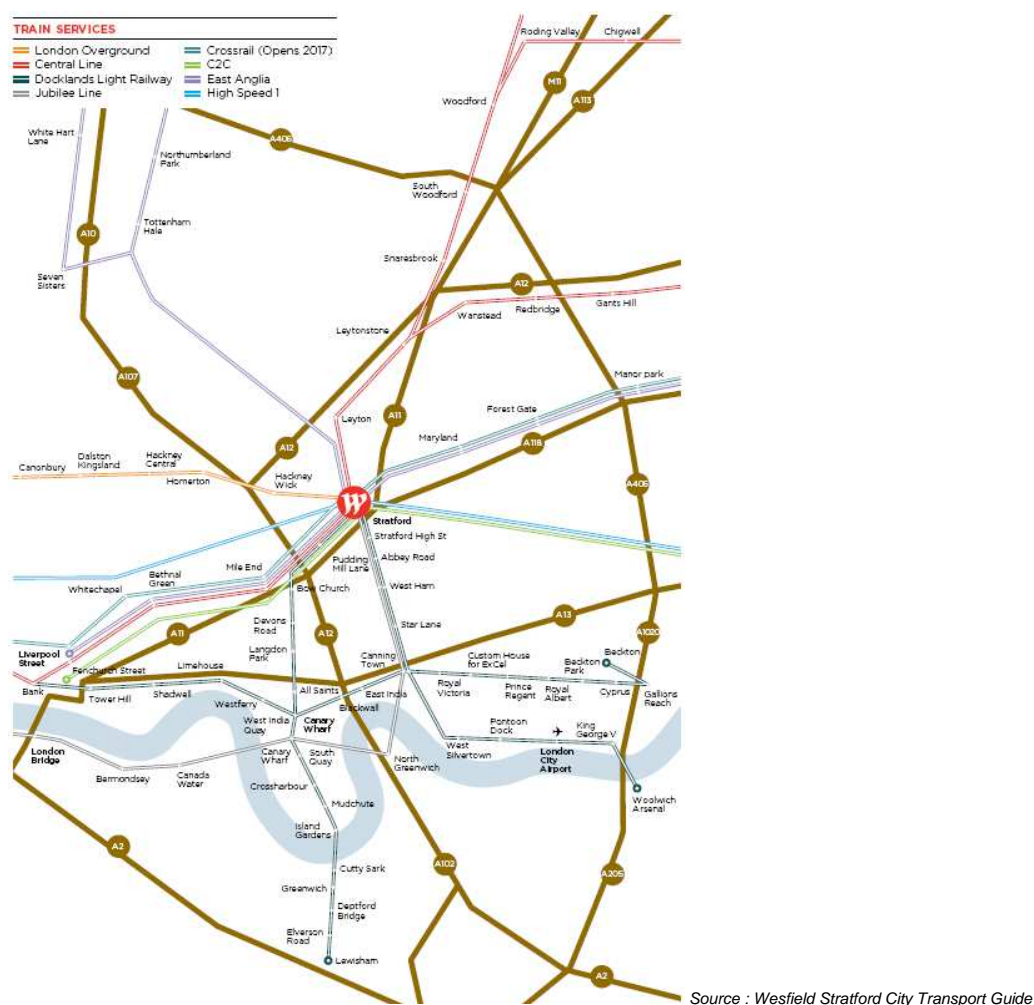 TRAIN SERVICES
London Overground
Central Line
Docklands Light Railway
Jubilee Line
Crossrail (Opens 2017)
C2C
East Anglia
High Speed 1
Roding Valley
Chigwell
M11
A113
Woodford
White Hart
Lane
A406
Northumberland
Park
South
Woodford
A10
Tottenham
Hale
Snaresbrook
Seven
Sisters
A12
Gants Hill
Redbridge
Wanstead
Leytonstone
A107
Manor park
Forest Gate
A11
Leyton
Maryland
A118
A12
Hackney
Central
Dalston
Kingsland
Canonbury
Homerton
Hackney
Wick
A406
W
Stratford
Stratford High St
Abbey Road
Pudding
Mill Lane
Mile End
Bethnal
Green
Whitechapel
Bow Church
West Ham
A13
Devons
Road
Star Lane
A11
A12
A1020
Langdon
Park
Liverpool
Street
Fenchurch Street
Limehouse
Canning
Town
Custom House
for ExCel
Beckton
Beckton
Park
Bank
Tower Hill
Shadwell
Westferry
All Saints
East India
Blackwall
Royal
Victoria
Prince
Regent
Royal
Albert
Cyprus
Gallions
Reach
West India
Quay
Canary
Wharf
Pontoon
Dock
King
George V
London
Bridge
Canary
Wharf
South
Quay
North
Greenwich
West
Silvertown
London
City
Airport
Bermondsey
Canada
Water
Crossharbour
Mudchute
Woolwich
Arsenal
Island
Gardens
A2
A102
A205
Cutty Sark
Greenwich
Deptford
Bridge
Elverson
Road
Lewisham
A2
Source : Wesfield Stratford City Transport Guide